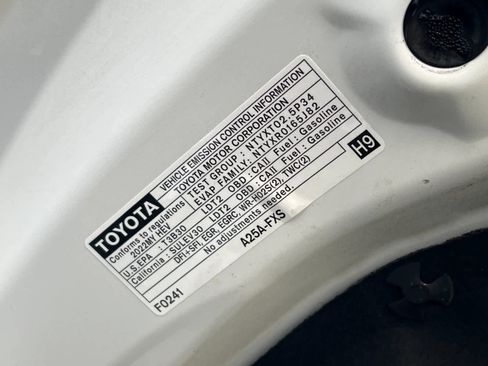 TOYOTA
VEHICLE EMISSION CONTROL INFORMATION
TOYOTA MOTOR CORPORATION
TEST GROUP : NTYXT02.5P34
EVAP FAMILY: NTYXR0165JB2
Conforms to regulations
2022MY HEV
U.S.EPA : T3B30 LDT2 OBD : CAII Fuel : Gasoline
California : SULEV30 LDT2 OBD : CAII Fuel : Gasoline
DFI+SFI, EGR, EGRC, WR-HO2S(2), TWC(2)
No adjustments needed.
H9
A25A-FXS
F0241